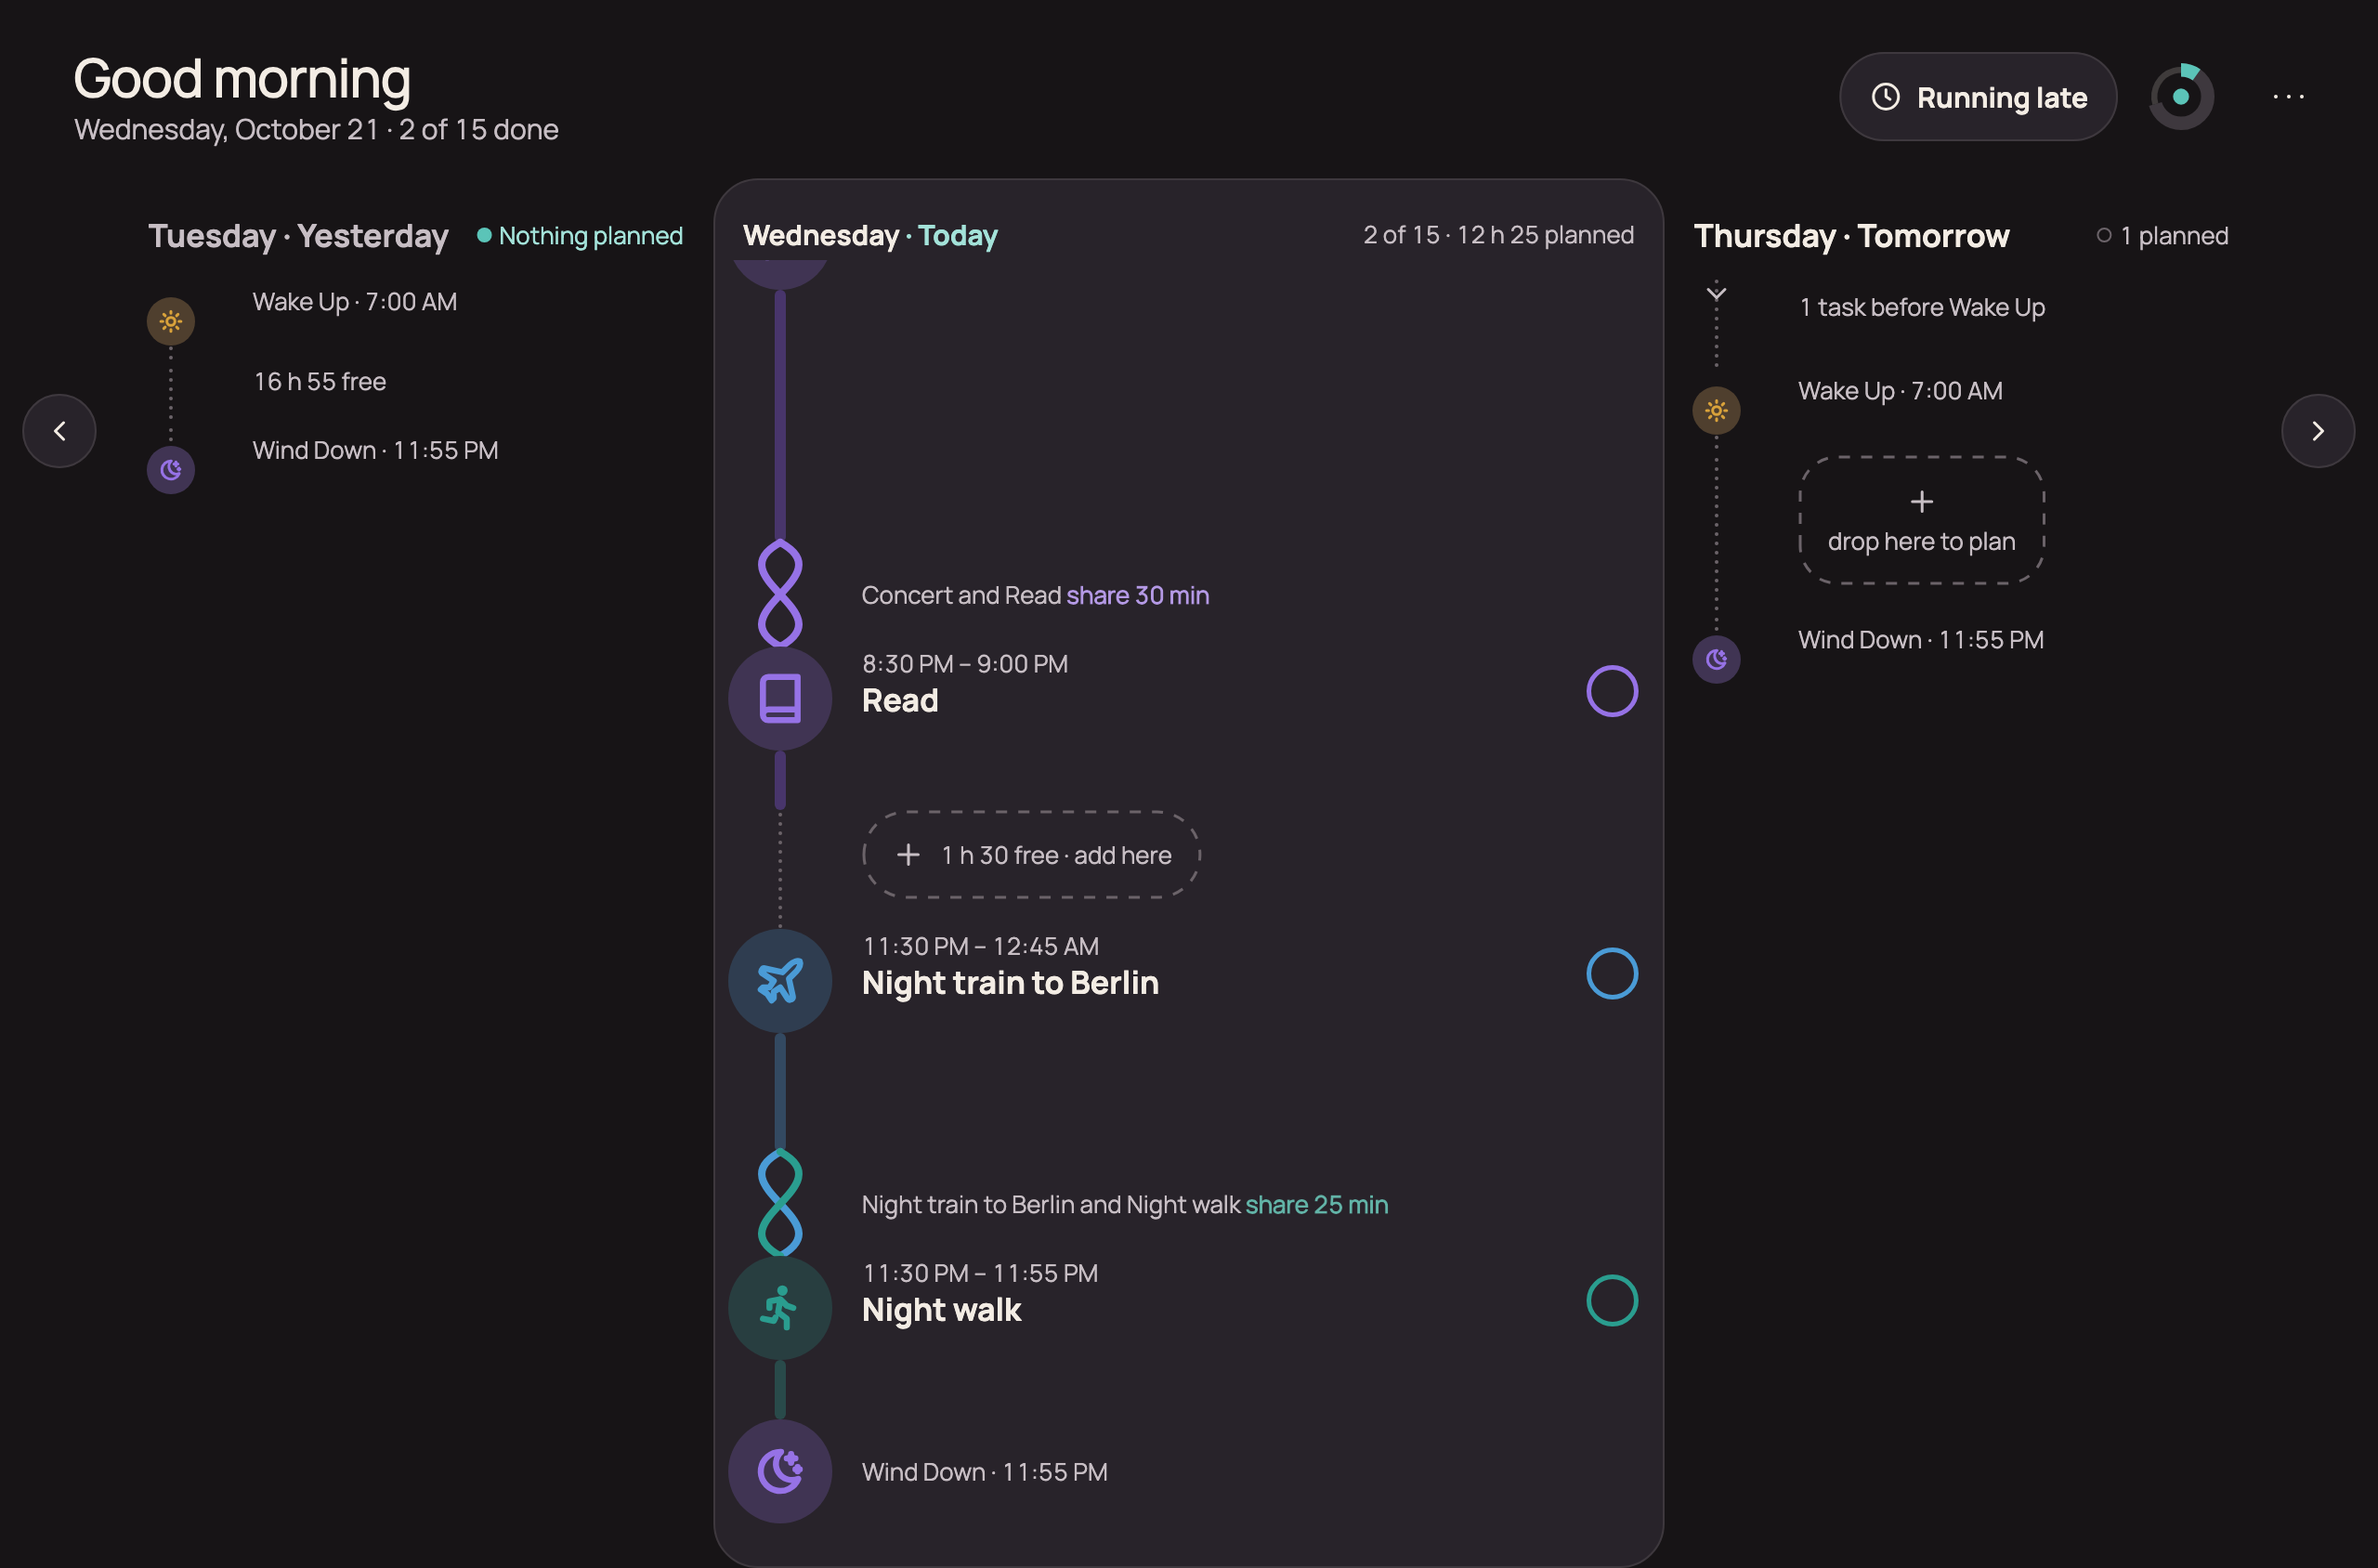 Good morning
Wednesday, October 21 · 2 of 15 done
Running late
Tuesday · Yesterday
Nothing planned
Wake Up · 7:00 AM
16 h 55 free
Wind Down · 11:55 PM
Wednesday · Today
2 of 15 · 12 h 25 planned
Concert and Read share 30 min
8:30 PM – 9:00 PM
Read
1 h 30 free · add here
11:30 PM – 12:45 AM
Night train to Berlin
Night train to Berlin and Night walk share 25 min
11:30 PM – 11:55 PM
Night walk
Wind Down · 11:55 PM
Thursday · Tomorrow
1 planned
1 task before Wake Up
Wake Up · 7:00 AM
drop here to plan
Wind Down · 11:55 PM